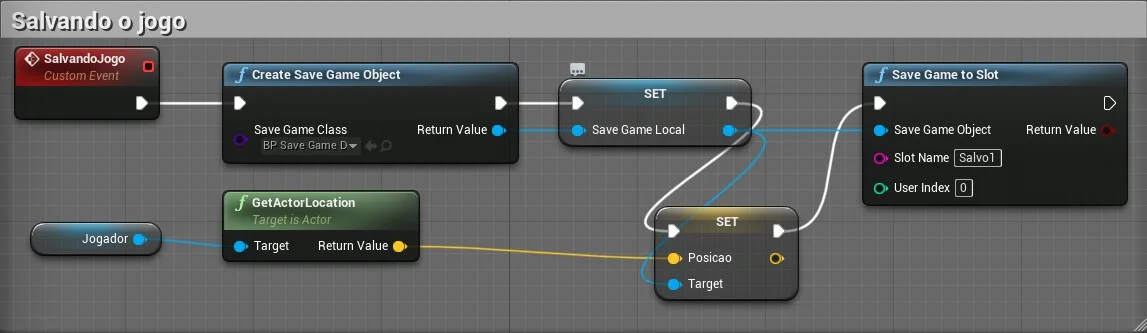 Salvando o jogo
SalvandoJogo
Custom Event
f Create Save Game Object
Save Game Class
BP Save Game D
Return Value
SET
Save Game Local
f Save Game to Slot
Save Game Object
Return Value
Slot Name Salvo1
User Index 0
Jogador
f GetActorLocation
Target is Actor
Target
Return Value
SET
Posicao
Target